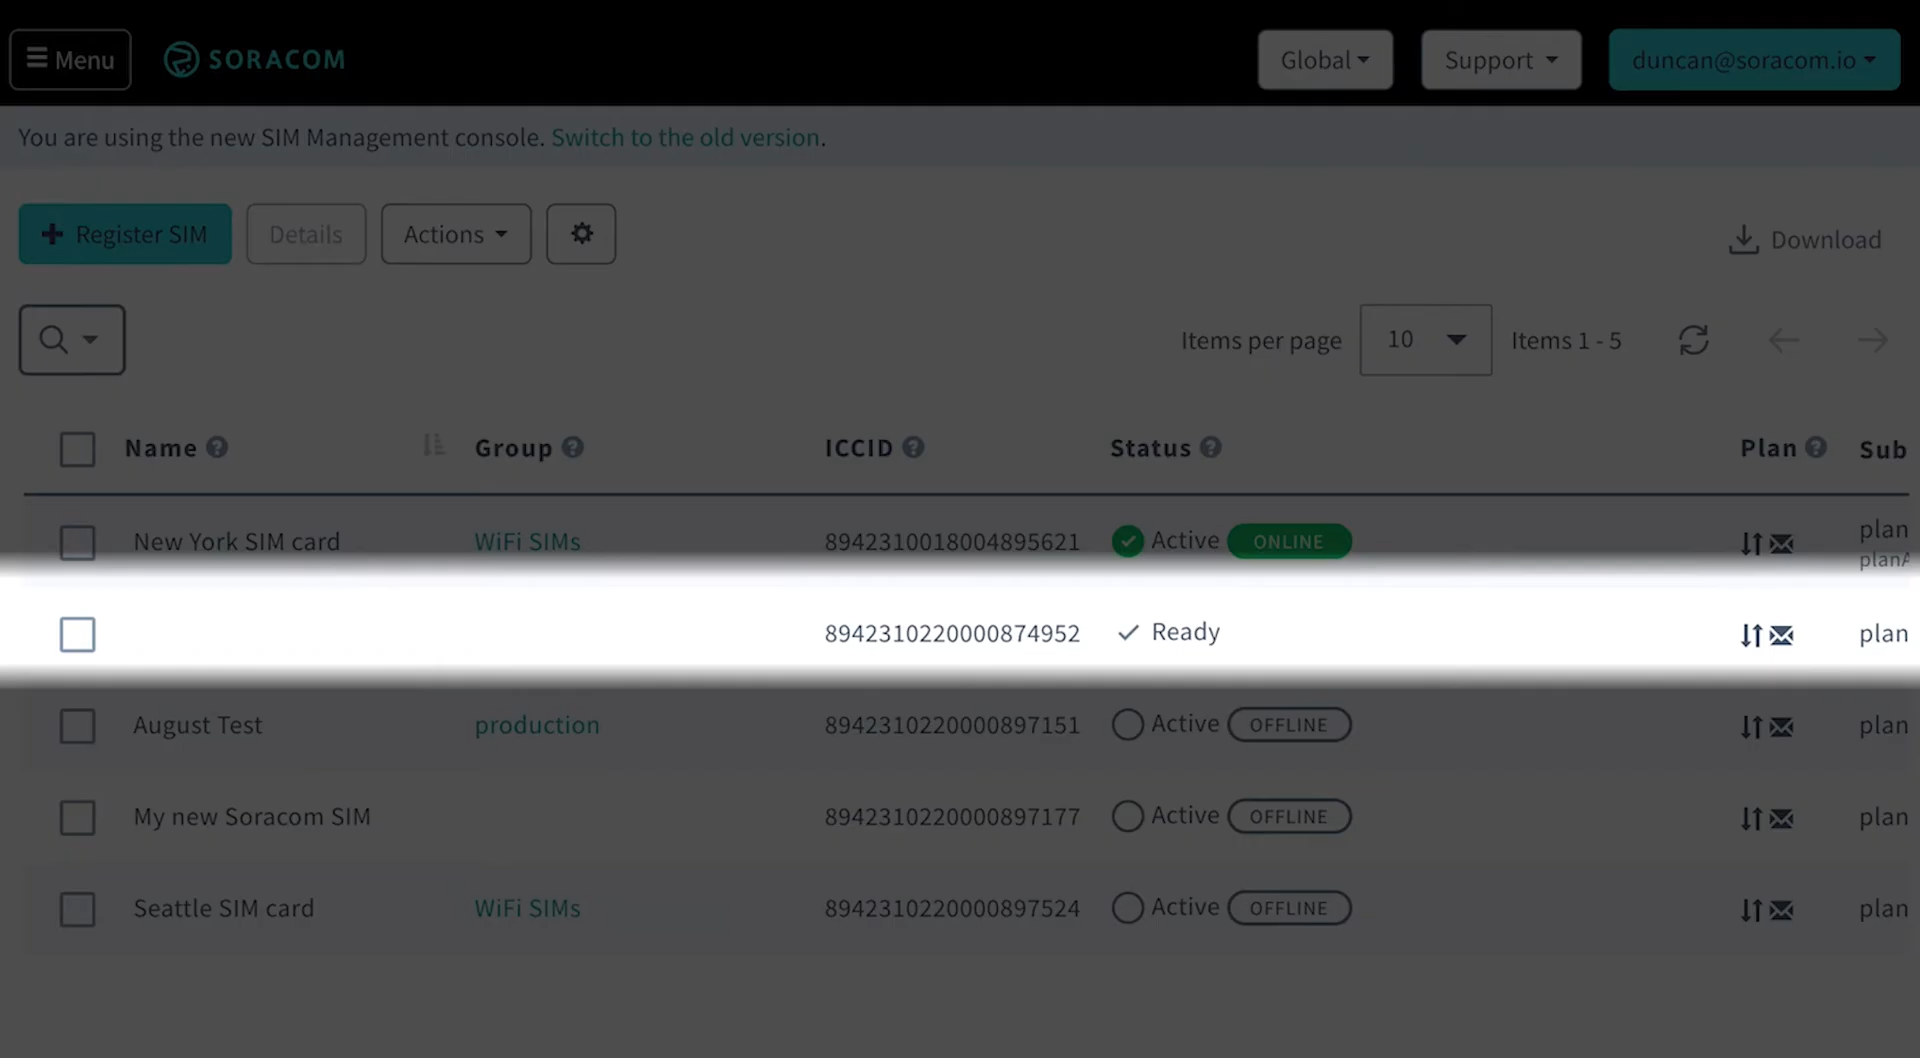 Menu SORACOM Global Support duncan@soracom.io
You are using the new SIM Management console. Switch to the old version.
Register SIM Details Actions Download
Items per page 10 Items 1 - 5
Name Group ICCID Status Plan Sub
New York SIM card WiFi SIMs 8942310018004895621 Active ONLINE plan
planA
8942310220000874952 Ready plan
August Test production 8942310220000897151 Active OFFLINE plan
My new Soracom SIM 8942310220000897177 Active OFFLINE plan
Seattle SIM card WiFi SIMs 8942310220000897524 Active OFFLINE plan